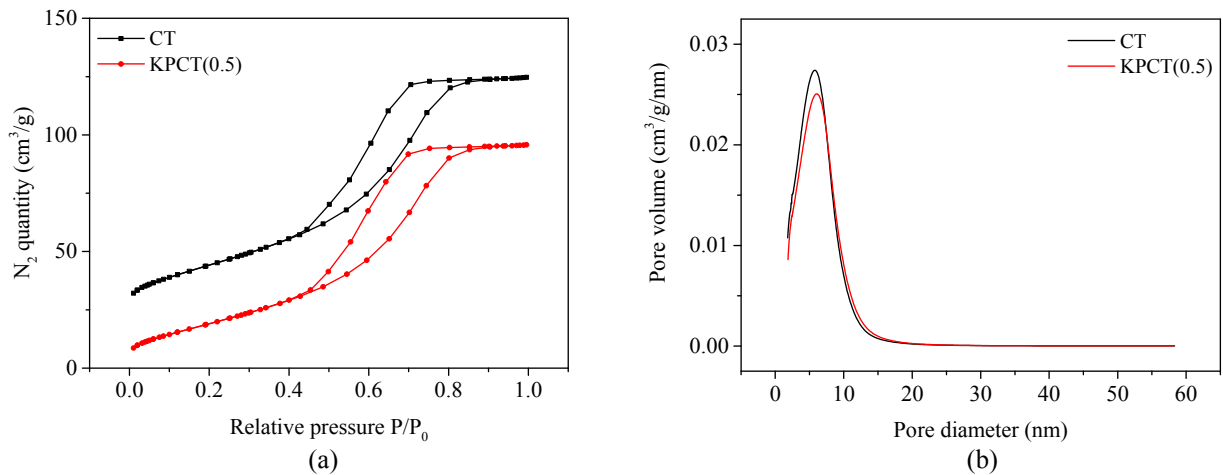 150
100
50
0
0.0 0.2 0.4 0.6 0.8 1.0
N₂ quantity (cm³/g)
Relative pressure P/P₀
CT
KPCT(0.5)
(a)
0.03
0.02
0.01
0.00
0 10 20 30 40 50 60
Pore volume (cm³/g/nm)
Pore diameter (nm)
CT
KPCT(0.5)
(b)